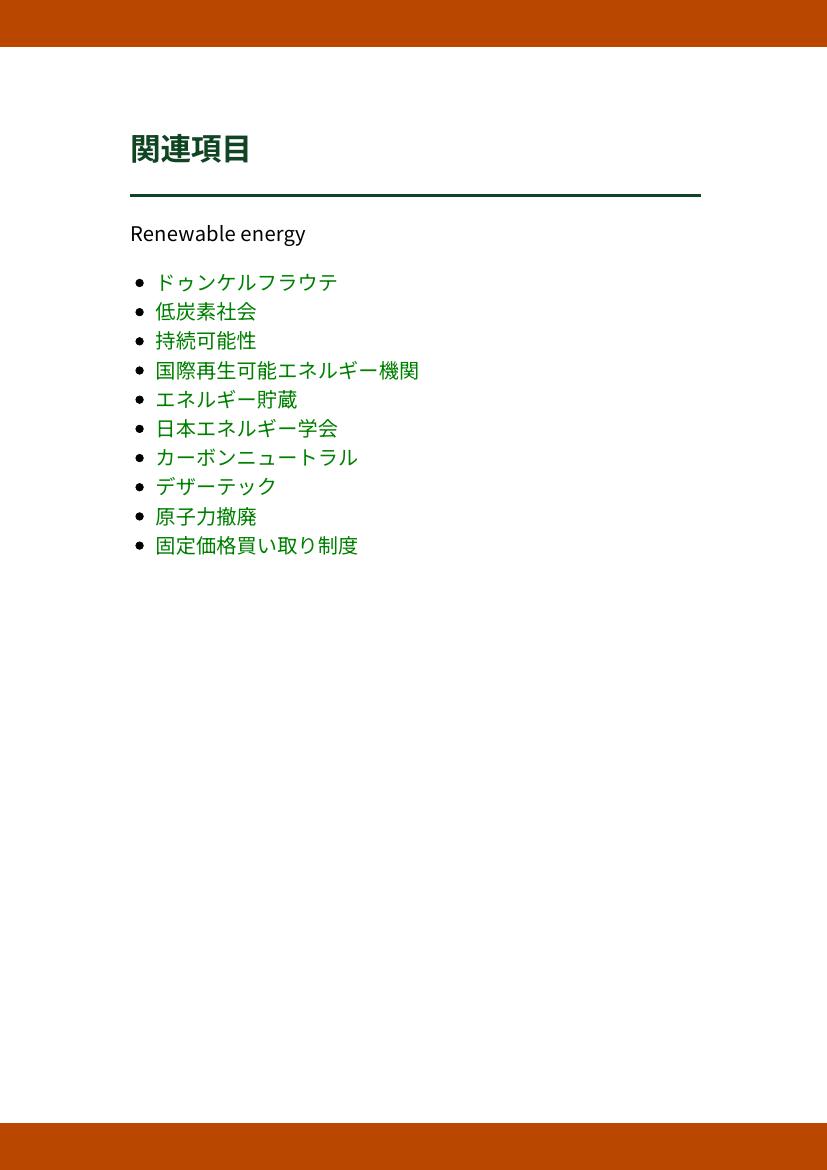 関連項目
Renewable energy
ドゥンケルフラウテ
低炭素社会
持続可能性
国際再生可能エネルギー機関
エネルギー貯蔵
日本エネルギー学会
カーボンニュートラル
デザーテック
原子力撤廃
固定価格買い取り制度